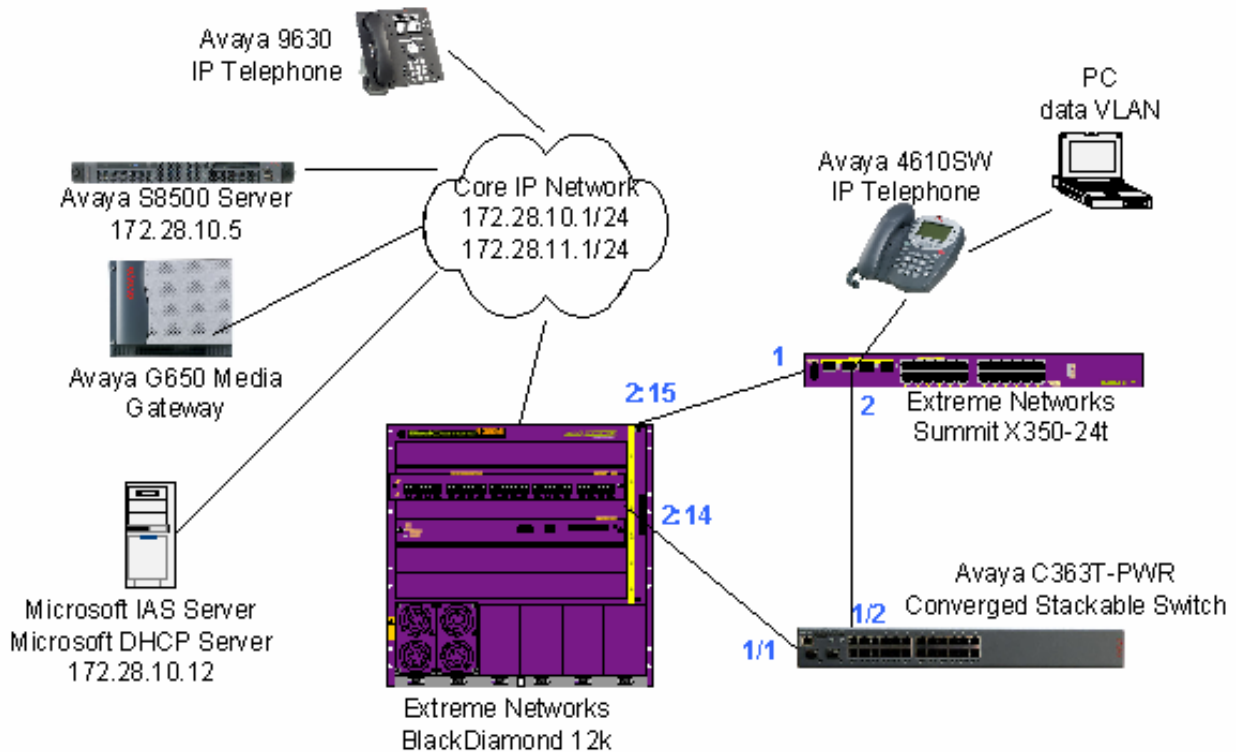 Avaya 9630
IP Telephone
PC
data VLAN
Avaya 4610SW
IP Telephone
Avaya S8500 Server
172.28.10.5
Core IP Network
172.28.10.1/24
172.28.11.1/24
Avaya G650 Media
Gateway
1
2:15
2
Extreme Networks
Summit X350-24t
2:14
Microsoft IAS Server
Microsoft DHCP Server
172.28.10.12
Avaya C363T-PWR
Converged Stackable Switch
1/2
1/1
Extreme Networks
BlackDiamond 12k